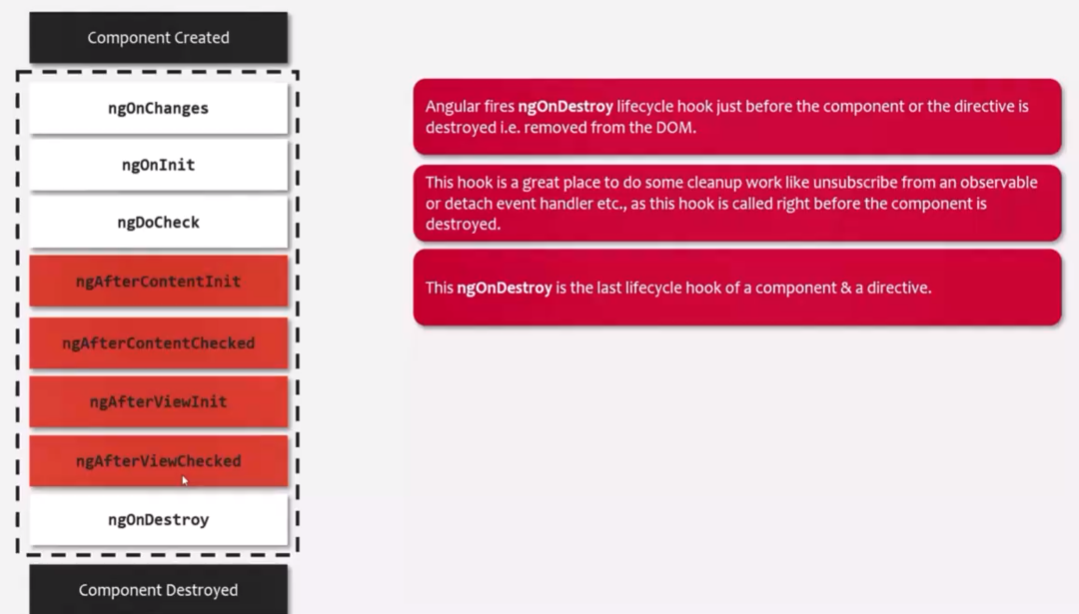 Component Created
ngOnChanges
ngOnInit
ngDoCheck
ngAfterContentInit
ngAfterContentChecked
ngAfterViewInit
ngAfterViewChecked
ngOnDestroy
Component Destroyed
Angular fires ngOnDestroy lifecycle hook just before the component or the directive is
destroyed i.e. removed from the DOM.
This hook is a great place to do some cleanup work like unsubscribe from an observable
or detach event handler etc., as this hook is called right before the component is
destroyed.
This ngOnDestroy is the last lifecycle hook of a component & a directive.